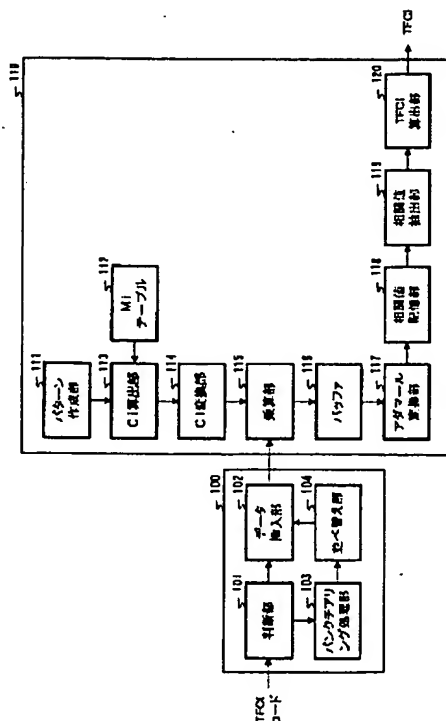 TFCI
コード
100
101
判断部
102
データ
挿入部
103
パンクチアリ
ング処理部
104
並べ替え部
110
111
パターン
作成部
112
Mi
テーブル
113
Ci算出部
114
Ci変換部
115
乗算部
116
バッファ
117
アダマール
変換部
118
相関値
記憶部
119
相関値
抽出部
120
TFCI
算出部
TFCI